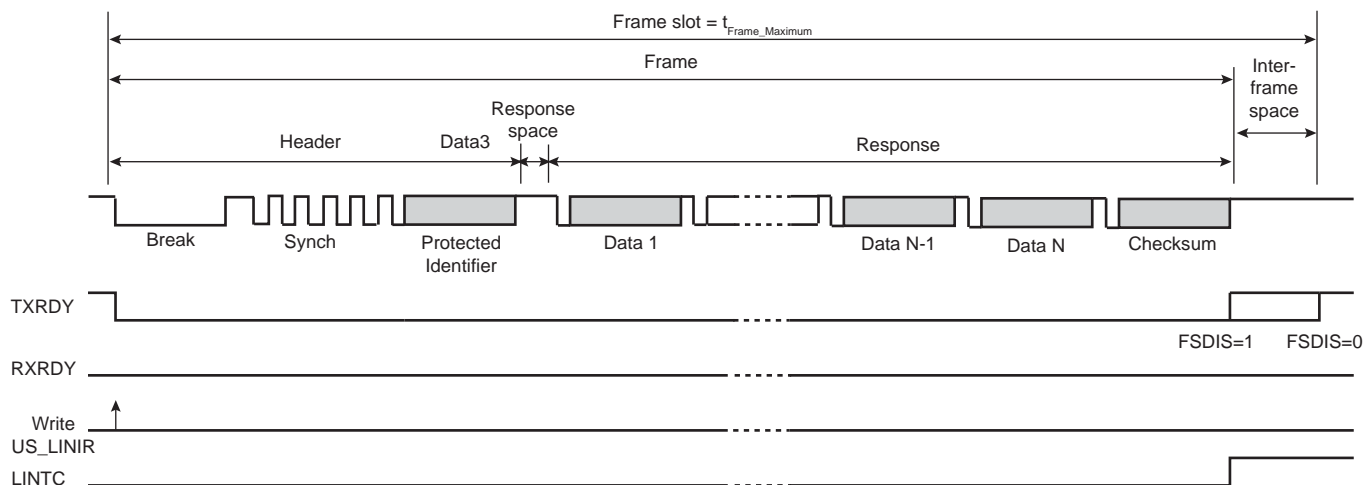 Frame slot = tFrame_Maximum
Frame
Inter-
frame
space
Response
space
Header
Data3
Response
Break
Synch
Protected
Identifier
Data 1
Data N-1
Data N
Checksum
TXRDY
FSDIS=1
FSDIS=0
RXRDY
Write
US_LINIR
LINTC